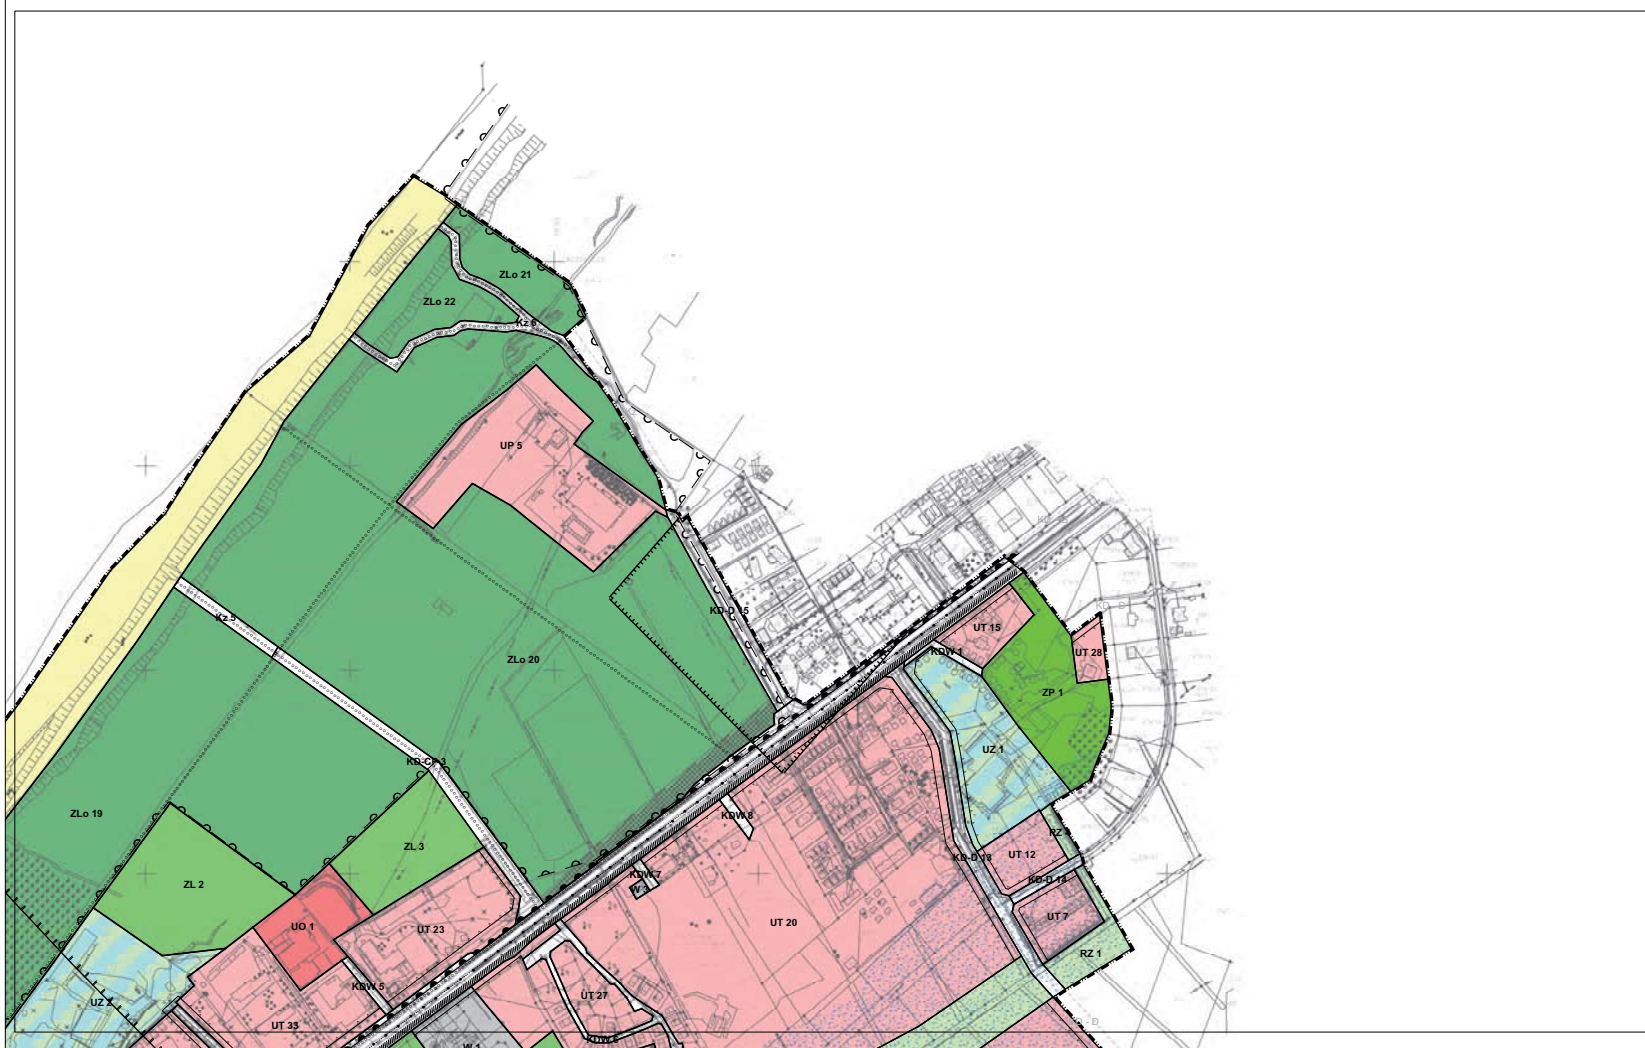 ZLo 21
ZLo 22
Kz 6
UP 5
KD-D 15
Kz 5
UT 15
KDW 1
UT 28
ZLo 20
ZP 1
UZ 1
KD-CP 3
ZLo 19
KDW 8
RZ
ZL 3
UT 12
KD-D 13
KDW 7
KD-D 14
ZL 2
W 3
UT 7
UO 1
UT 20
UT 23
RZ 1
KDW 5
UT 27
UZ 2
UT 33
W 1